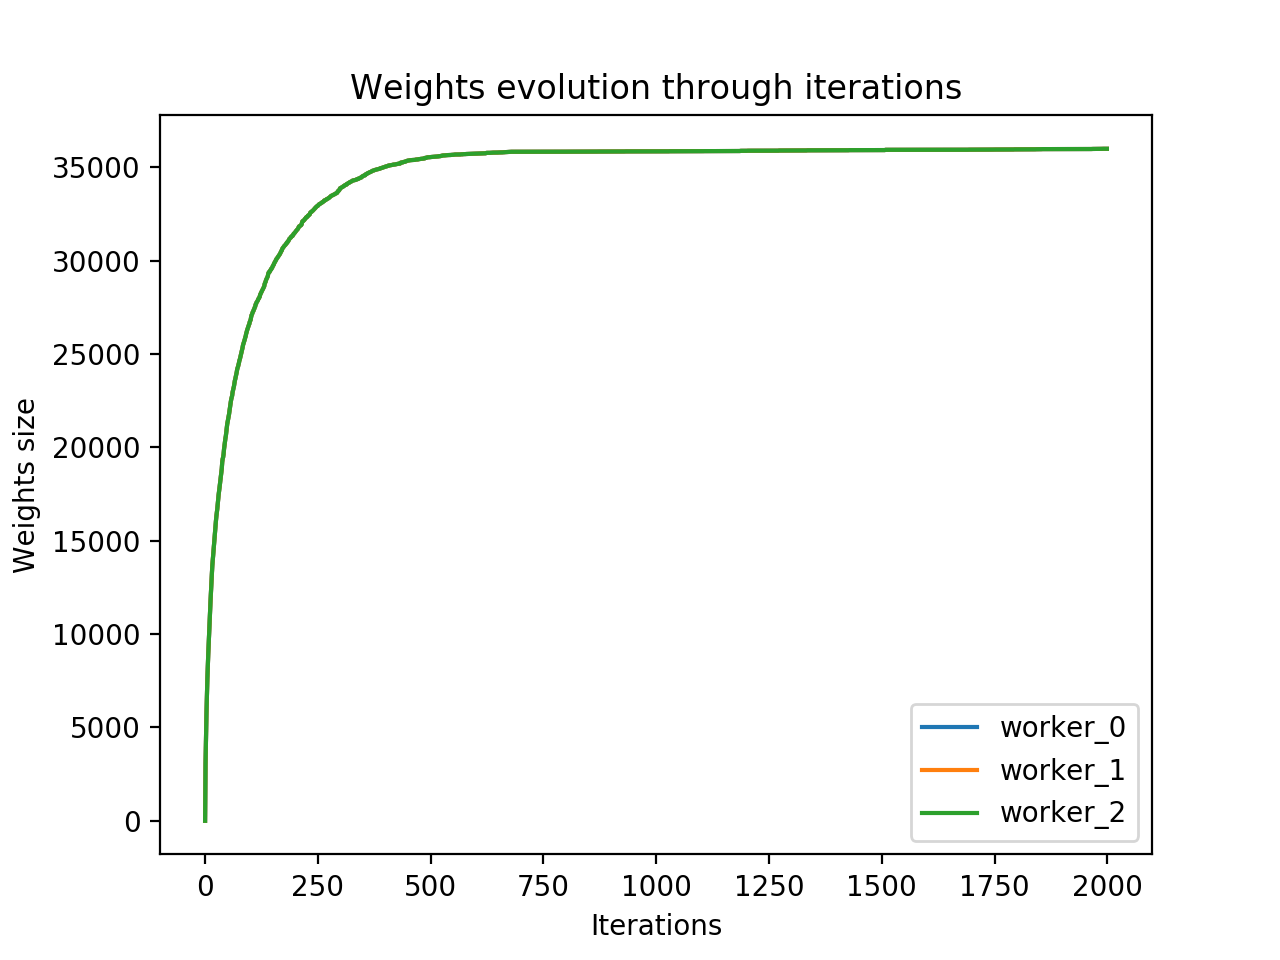 Weights evolution through iterations
Weights size
35000
30000
25000
20000
15000
10000
5000
0
0 250 500 750 1000 1250 1500 1750 2000
Iterations
worker_0
worker_1
worker_2